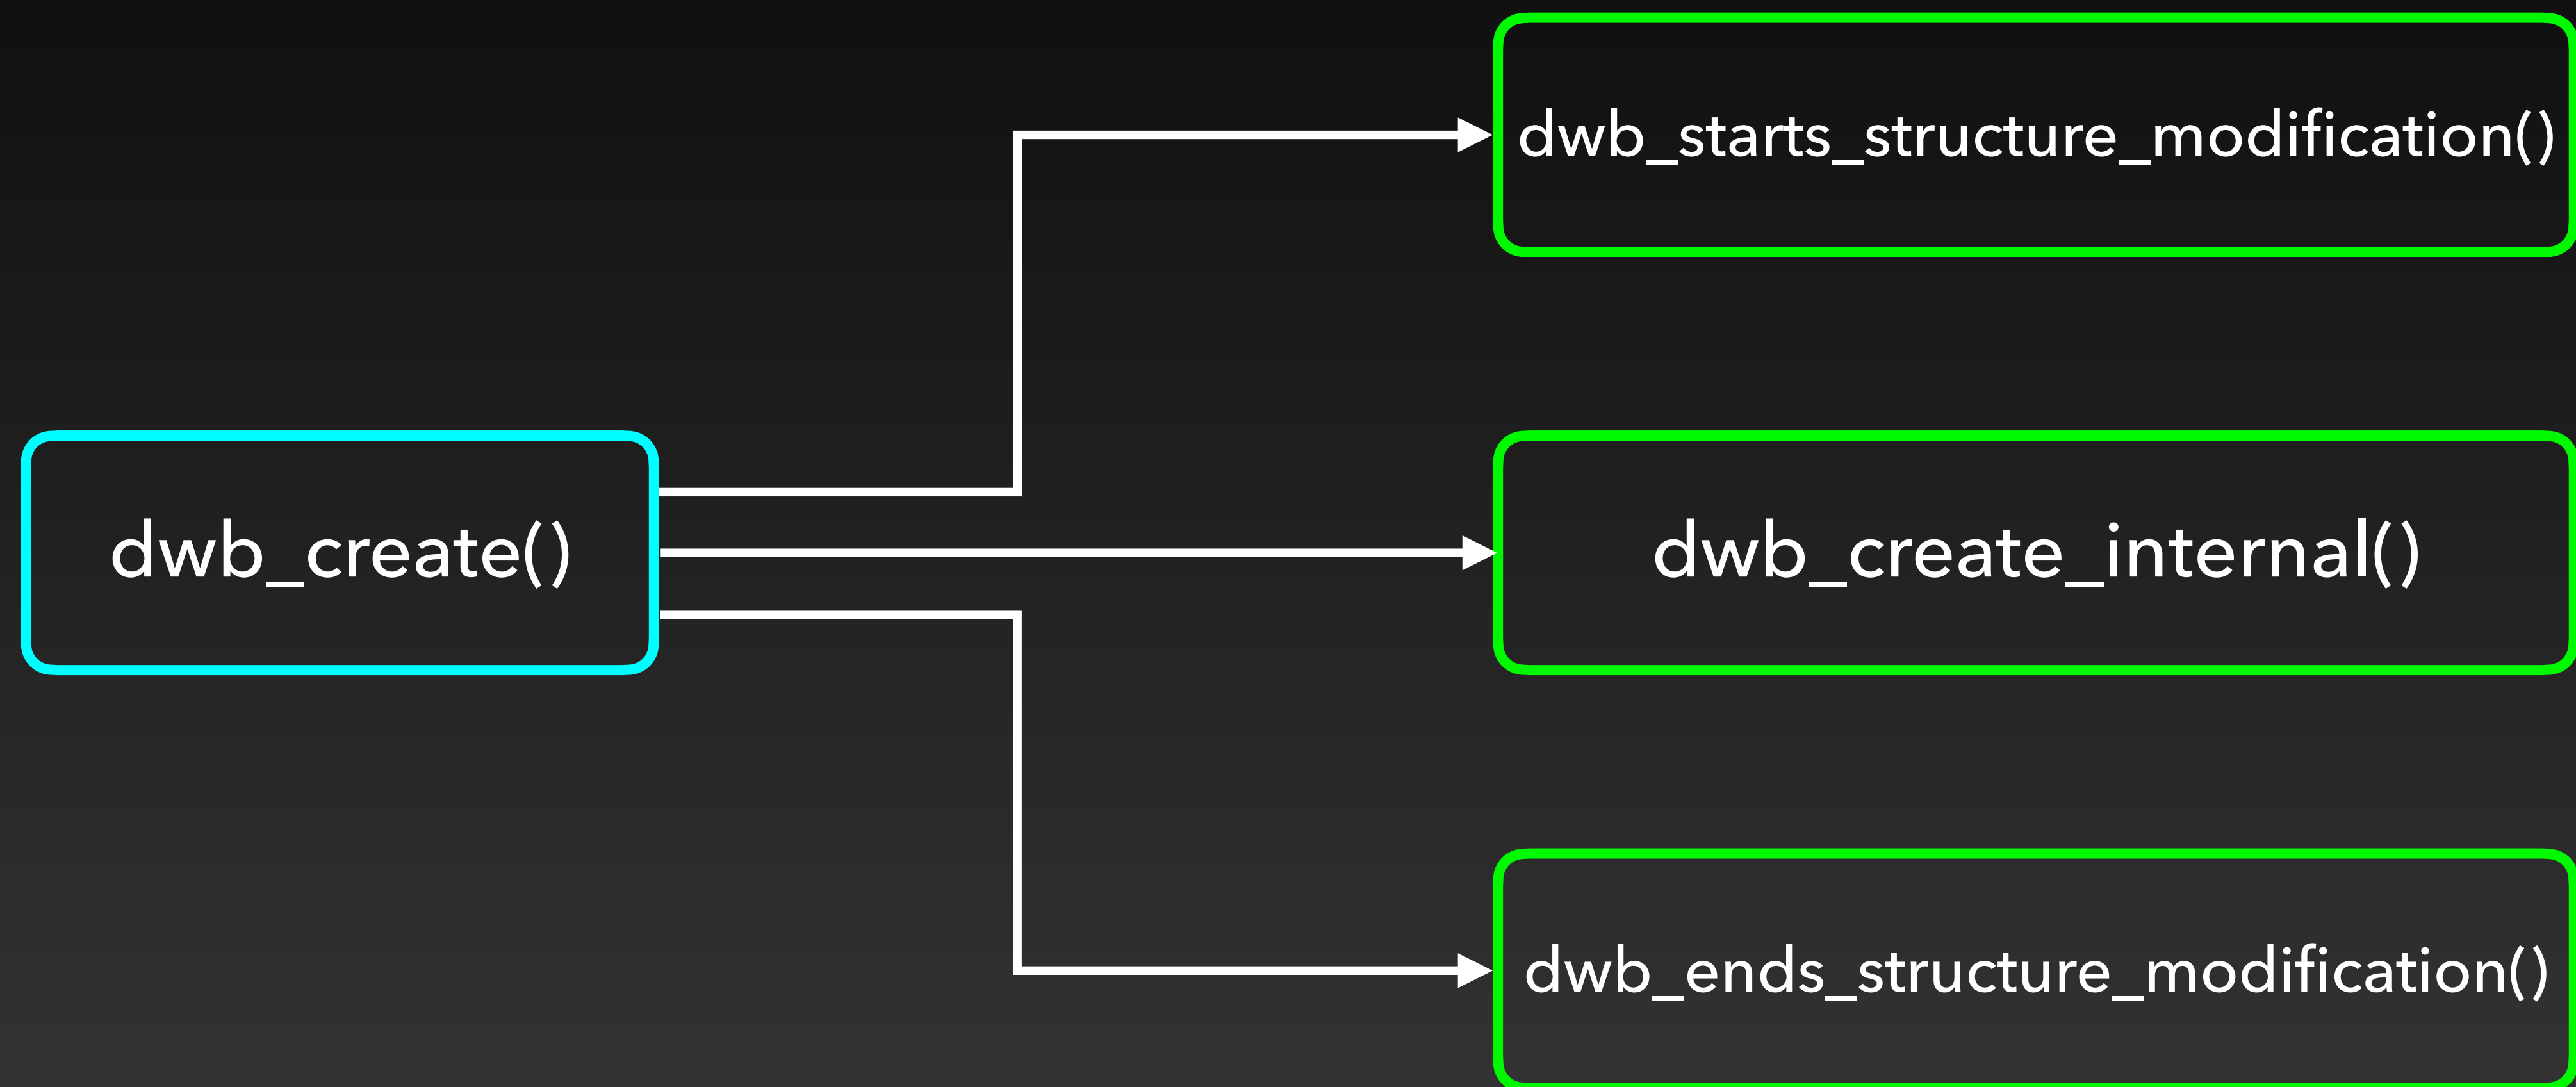 dwb_starts_structure_modification()
dwb_create()
dwb_create_internal()
dwb_ends_structure_modification()